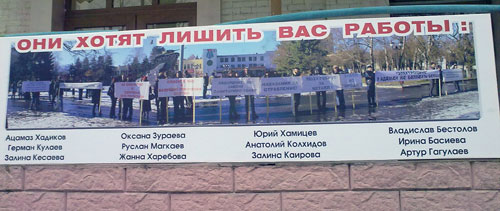 ОНИ ХОТЯТ ЛИШИТЬ ВАС РАБОТЫ !
Ацамаз Хадиков
Герман Кулаев
Залина Кесаева
Оксана Зураева
Руслан Магкаев
Жанна Харебова
Юрий Хамицев
Анатолий Колхидов
Залина Каирова
Владислав Бестолов
Ирина Басиева
Артур Гагулаев